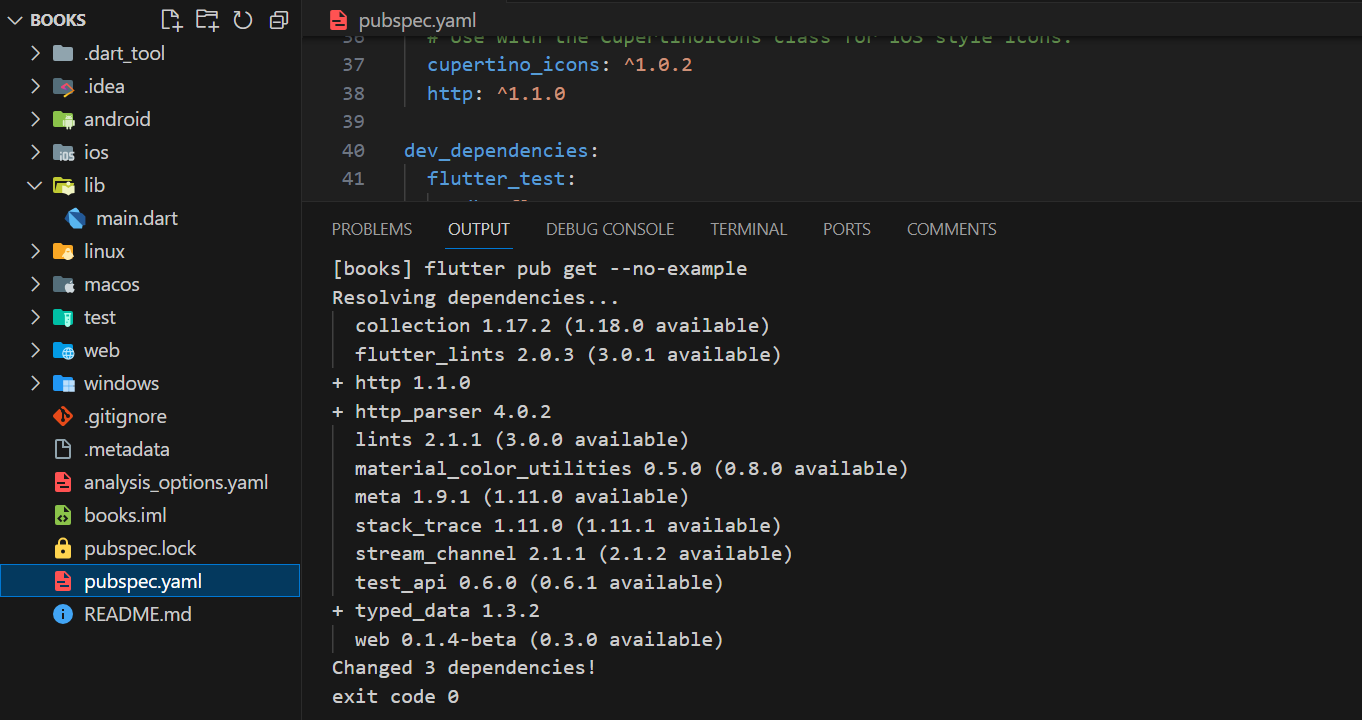 BOOKS
.dart_tool
.idea
android
ios
lib
main.dart
linux
macos
test
web
windows
.gitignore
.metadata
analysis_options.yaml
books.iml
pubspec.lock
pubspec.yaml
README.md
pubspec.yaml
36 # Use with the CupertinoIcons class for iOS style icons.
37 cupertino_icons: ^1.0.2
38 http: ^1.1.0
39
40 dev_dependencies:
41 flutter_test:
PROBLEMS OUTPUT DEBUG CONSOLE TERMINAL PORTS COMMENTS
[books] flutter pub get --no-example
Resolving dependencies...
collection 1.17.2 (1.18.0 available)
flutter_lints 2.0.3 (3.0.1 available)
+ http 1.1.0
+ http_parser 4.0.2
lints 2.1.1 (3.0.0 available)
material_color_utilities 0.5.0 (0.8.0 available)
meta 1.9.1 (1.11.0 available)
stack_trace 1.11.0 (1.11.1 available)
stream_channel 2.1.1 (2.1.2 available)
test_api 0.6.0 (0.6.1 available)
+ typed_data 1.3.2
web 0.1.4-beta (0.3.0 available)
Changed 3 dependencies!
exit code 0